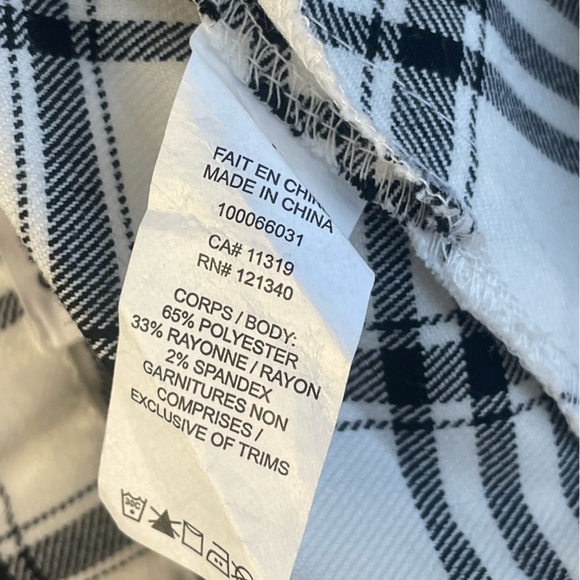 FAIT EN CHINE
MADE IN CHINA
100066031
CA# 11319
RN# 121340
CORPS / BODY:
65% POLYESTER
33% RAYONNE / RAYON
2% SPANDEX
GARNITURES NON
COMPRISES /
EXCLUSIVE OF TRIMS
30C